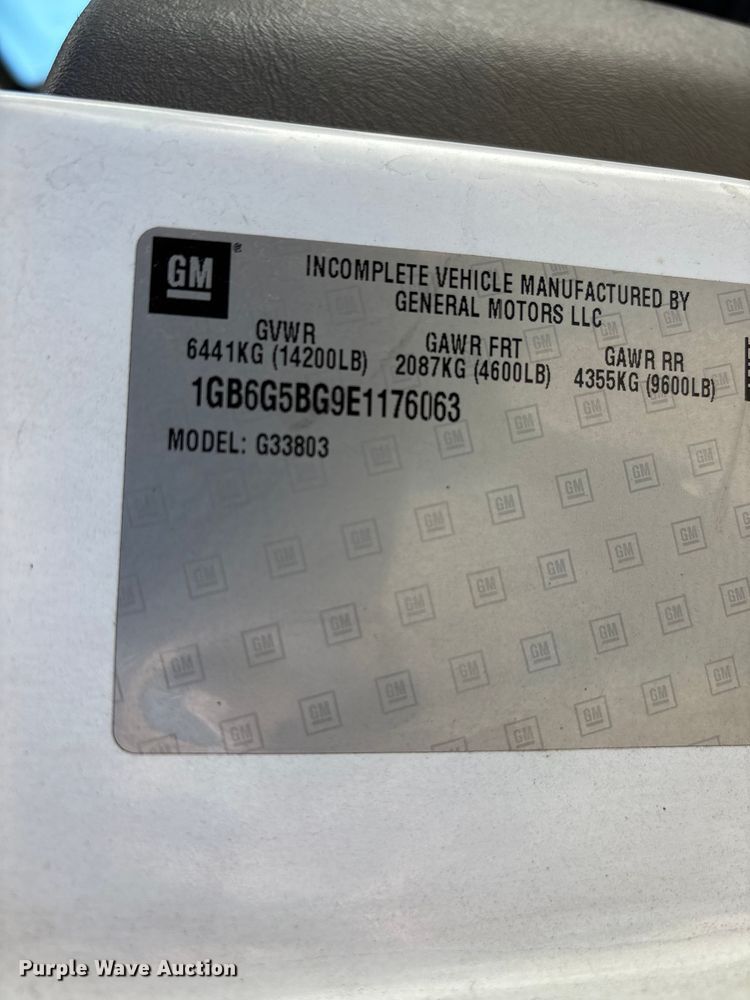 GM ®
INCOMPLETE VEHICLE MANUFACTURED BY
GENERAL MOTORS LLC
GVWR GAWR FRT GAWR RR
6441KG (14200LB) 2087KG (4600LB) 4355KG (9600LB)
1GB6G5BG9E1176063
MODEL: G33803
Purple Wave Auction